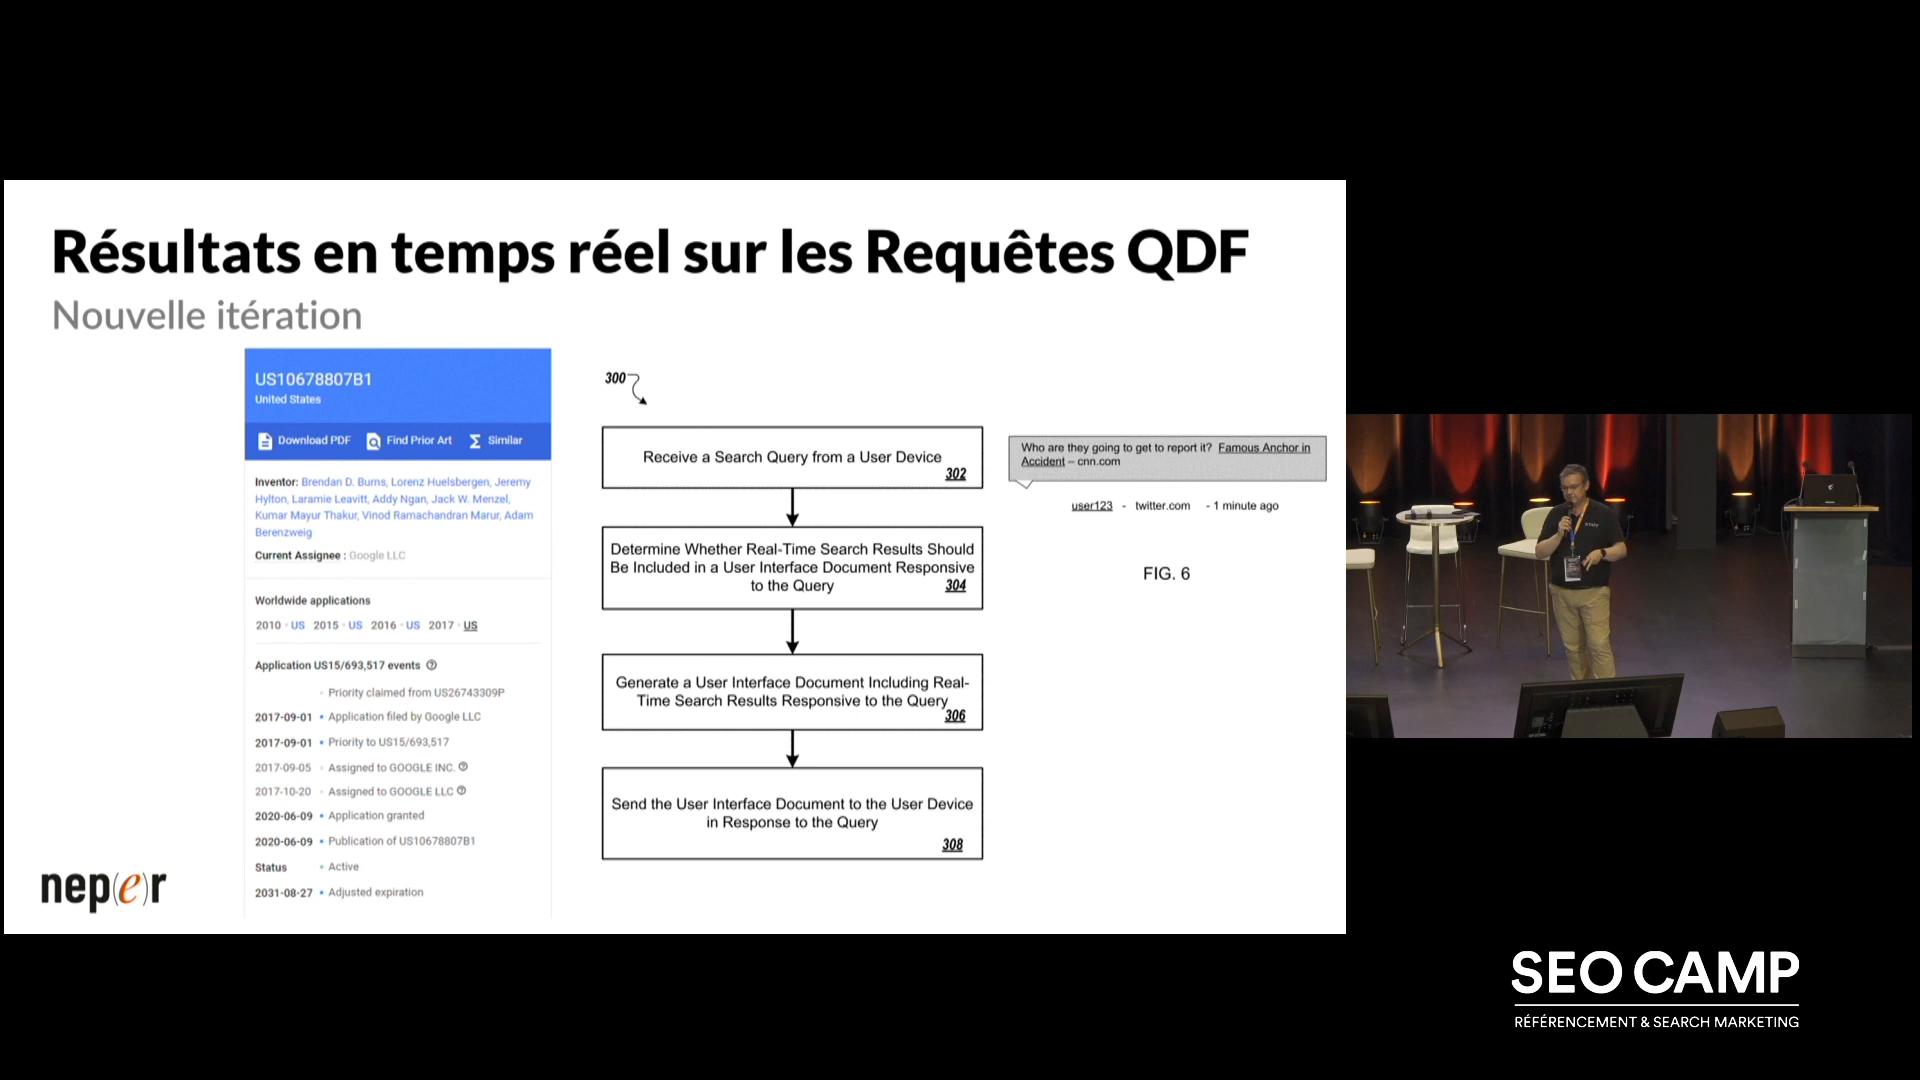 Résultats en temps réel sur les Requêtes QDF
Nouvelle itération
US10678807B1
United States
Download PDF Find Prior Art Similar
Inventor: Brendan D. Burns, Lorenz Huelsbergen, Jeremy
Hylton, Laramie Leavitt, Addy Ngan, Jack W. Menzel,
Kumar Mayur Thakur, Vinod Ramachandran Marur, Adam
Berenzweig
Current Assignee : Google LLC
Worldwide applications
2010 • US 2015 • US 2016 • US 2017 • US
Application US15/693,517 events
• Priority claimed from US26743309P
2017-09-01 • Application filed by Google LLC
2017-09-01 • Priority to US15/693,517
2017-09-05 • Assigned to GOOGLE INC.
2017-10-20 • Assigned to GOOGLE LLC
2020-06-09 • Application granted
2020-06-09 • Publication of US10678807B1
Status • Active
2031-08-27 • Adjusted expiration
300
Receive a Search Query from a User Device
302
Determine Whether Real-Time Search Results Should
Be Included in a User Interface Document Responsive
to the Query 304
Generate a User Interface Document Including Real-
Time Search Results Responsive to the Query
306
Send the User Interface Document to the User Device
in Response to the Query
308
Who are they going to get to report it? Famous Anchor in
Accident – cnn.com
user123 - twitter.com - 1 minute ago
FIG. 6
nep(e)r
STAFF
SEO CAMP
RÉFÉRENCEMENT & SEARCH MARKETING